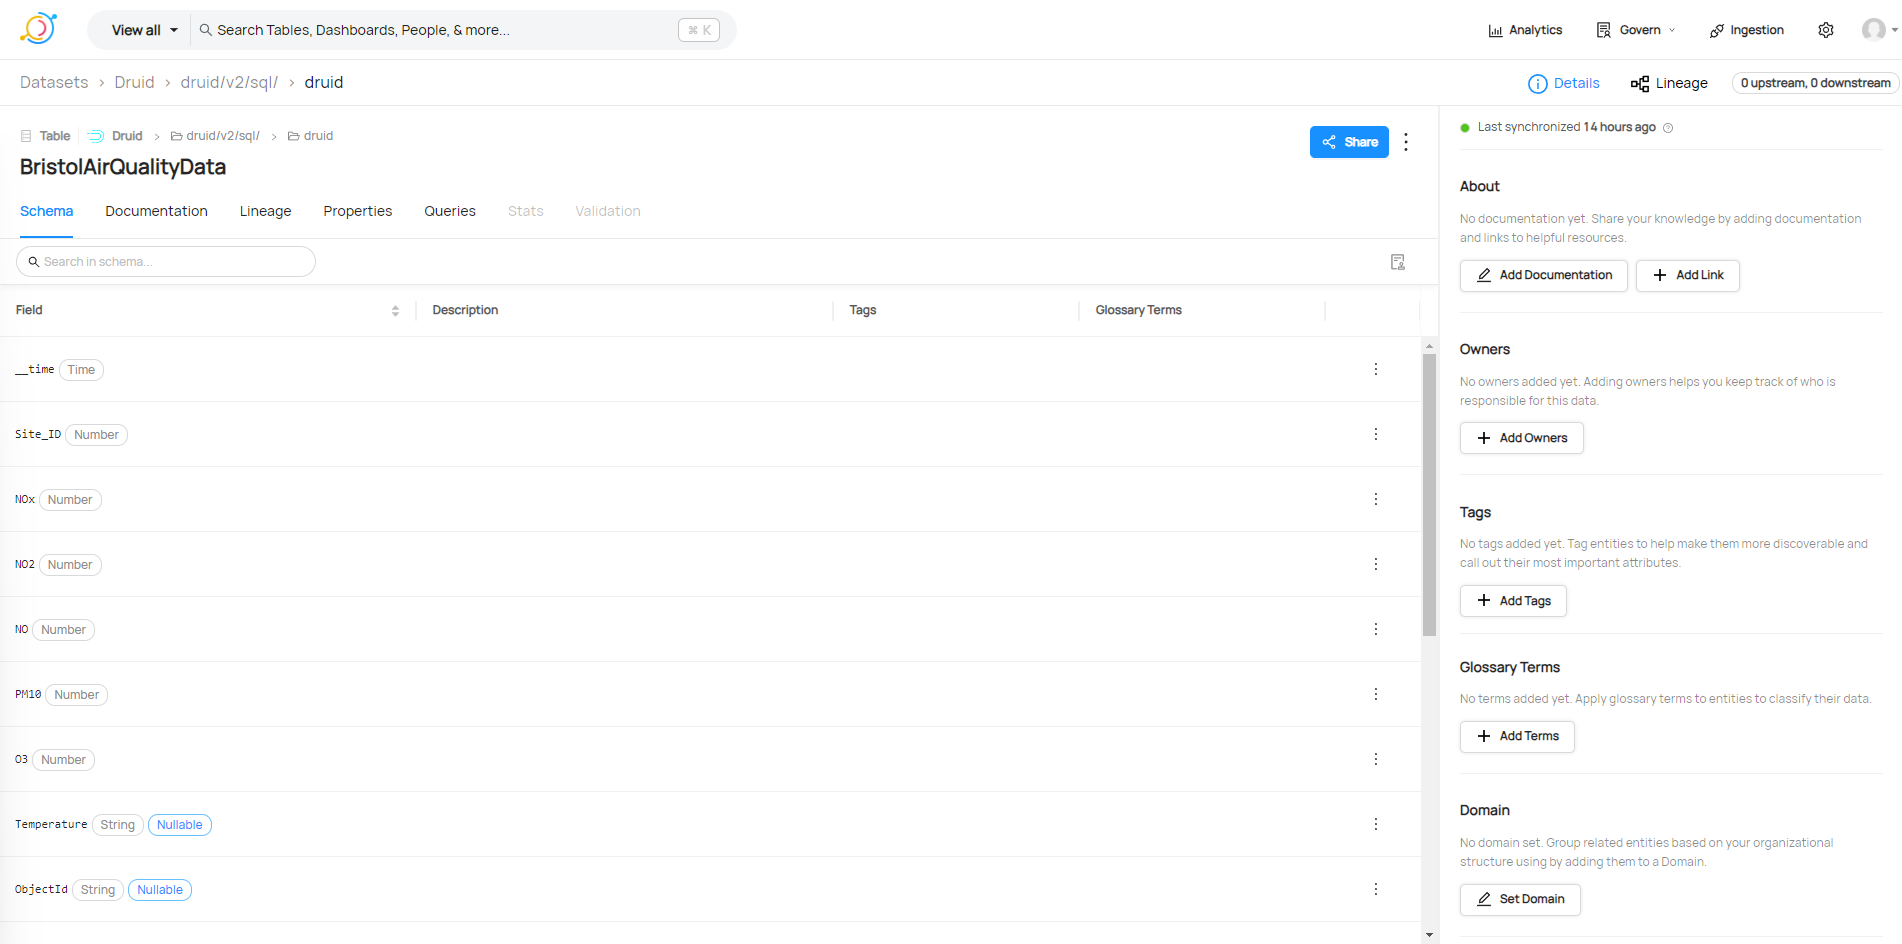 View all
Search Tables, Dashboards, People, & more...
⌘ K
Analytics
Govern
Ingestion
Datasets > Druid > druid/v2/sql/ > druid
Details
Lineage
0 upstream, 0 downstream
Table
Druid > druid/v2/sql/ > druid
BristolAirQualityData
Share
Schema
Documentation
Lineage
Properties
Queries
Stats
Validation
Search in schema...
Field
Description
Tags
Glossary Terms
__time Time
Site_ID Number
NOx Number
NO2 Number
NO Number
PM10 Number
O3 Number
Temperature String Nullable
ObjectId String Nullable
Last synchronized 14 hours ago
About
No documentation yet. Share your knowledge by adding documentation
and links to helpful resources.
Add Documentation
Add Link
Owners
No owners added yet. Adding owners helps you keep track of who is
responsible for this data.
Add Owners
Tags
No tags added yet. Tag entities to help make them more discoverable and
call out their most important attributes.
Add Tags
Glossary Terms
No terms added yet. Apply glossary terms to entities to classify their data.
Add Terms
Domain
No domain set. Group related entities based on your organizational
structure using by adding them to a Domain.
Set Domain